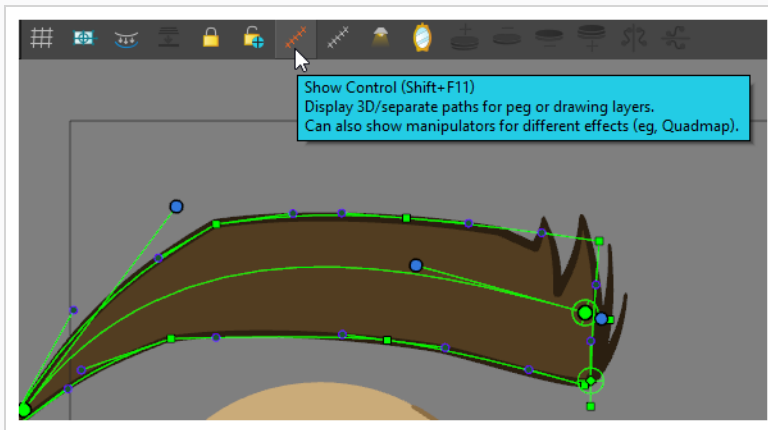 Show Control (Shift+F11)
Display 3D/separate paths for peg or drawing layers.
Can also show manipulators for different effects (eg, Quadmap).